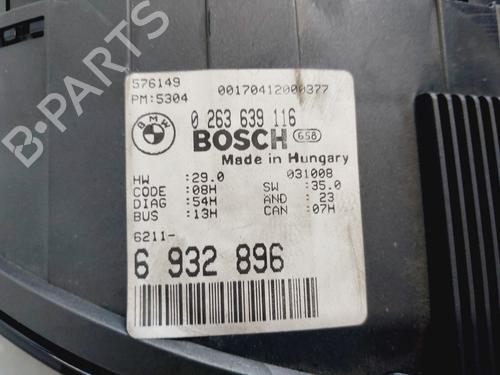 576149 00170412000377
PM:5304
BMW 0 263 639 116
BOSCH 658
Made in Hungary
HW :29.0 031008
CODE :08H SW :35.0
DIAG :54H AND : 23
BUS :13H CAN :07H
6211-
6 932 896